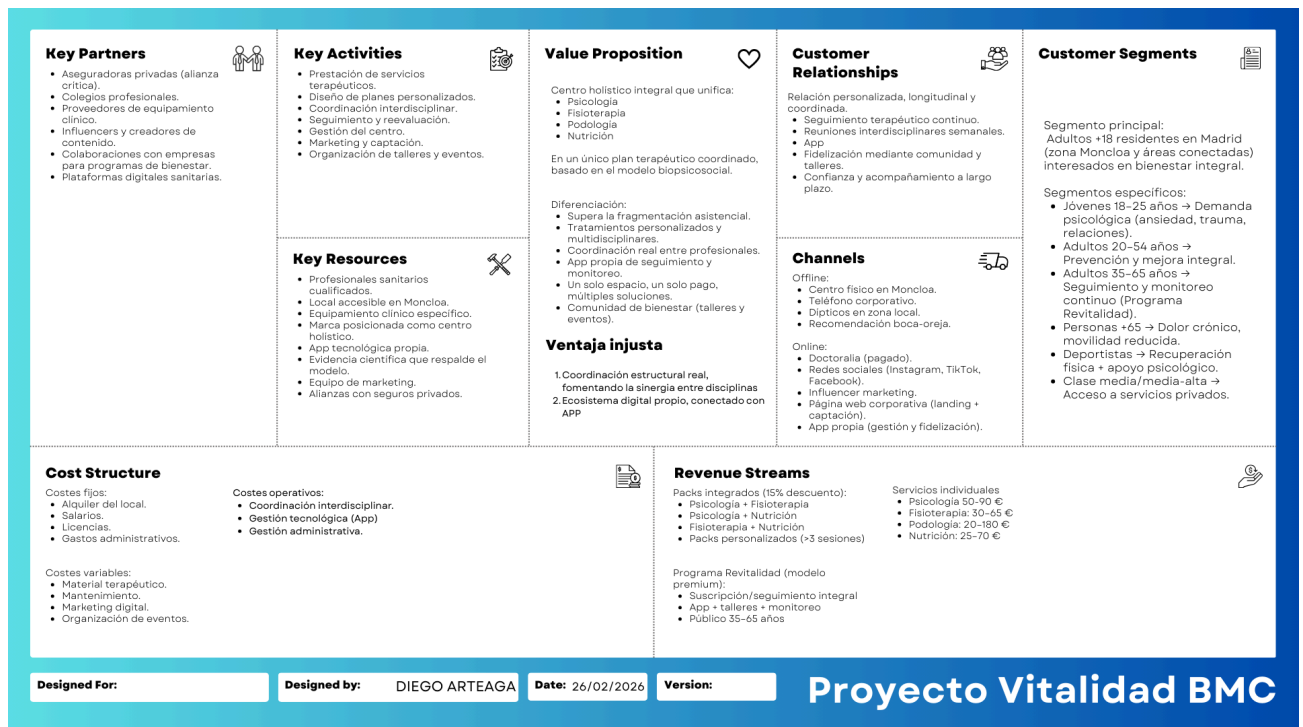 Key Partners
• Aseguradoras privadas (alianza
crítica).
• Colegios profesionales.
• Proveedores de equipamiento
clínico.
• Influencers y creadores de
contenido.
• Colaboraciones con empresas
para programas de bienestar.
• Plataformas digitales sanitarias.
Key Activities
• Prestación de servicios
terapéuticos.
• Diseño de planes personalizados.
• Coordinación interdisciplinar.
• Seguimiento y reevaluación.
• Gestión del centro.
• Marketing y captación.
• Organización de talleres y eventos.
Key Resources
• Profesionales sanitarios
cualificados.
• Local accesible en Moncloa.
• Equipamiento clínico específico.
• Marca posicionada como centro
holístico.
• App tecnológica propia.
• Evidencia científica que respalde el
modelo.
• Equipo de marketing.
• Alianzas con seguros privados.
Value Proposition
Centro holístico integral que unifica:
• Psicología
• Fisioterapia
• Podología
• Nutrición
En un único plan terapéutico coordinado,
basado en el modelo biopsicosocial.
Diferenciación:
• Supera la fragmentación asistencial.
• Tratamientos personalizados y
multidisciplinares.
• Coordinación real entre profesionales.
• App propia de seguimiento y
monitoreo.
• Un solo espacio, un solo pago,
múltiples soluciones.
• Comunidad de bienestar (talleres y
eventos).
Ventaja injusta
1. Coordinación estructural real,
fomentando la sinergia entre disciplinas
2. Ecosistema digital propio, conectado con
APP
Customer
Relationships
Relación personalizada, longitudinal y
coordinada.
• Seguimiento terapéutico continuo.
• Reuniones interdisciplinares semanales.
• App
• Fidelización mediante comunidad y
talleres.
• Confianza y acompañamiento a largo
plazo.
Channels
Offline:
• Centro físico en Moncloa.
• Teléfono corporativo.
• Dípticos en zona local.
• Recomendación boca-oreja.
Online:
• Doctoralia (pagado).
• Redes sociales (Instagram, TikTok,
Facebook).
• Influencer marketing.
• Página web corporativa (landing +
captación).
• App propia (gestión y fidelización).
Customer Segments
Segmento principal:
Adultos +18 residentes en Madrid
(zona Moncloa y áreas conectadas)
interesados en bienestar integral.
Segmentos específicos:
• Jóvenes 18–25 años → Demanda
psicológica (ansiedad, trauma,
relaciones).
• Adultos 20–54 años →
Prevención y mejora integral.
• Adultos 35–65 años →
Seguimiento y monitoreo
continuo (Programa
Revitalidad).
• Personas +65 → Dolor crónico,
movilidad reducida.
• Deportistas → Recuperación
física + apoyo psicológico.
• Clase media/media-alta →
Acceso a servicios privados.
Cost Structure
Costes fijos:
• Alquiler del local.
• Salarios.
• Licencias.
• Gastos administrativos.
Costes variables:
• Material terapéutico.
• Mantenimiento.
• Marketing digital.
• Organización de eventos.
Costes operativos:
• Coordinación interdisciplinar.
• Gestión tecnológica (App)
• Gestión administrativa.
Revenue Streams
Packs integrados (15% descuento):
• Psicología + Fisioterapia
• Psicología + Nutrición
• Fisioterapia + Nutrición
• Packs personalizados (>3 sesiones)
Programa Revitalidad (modelo
premium):
• Suscripción/seguimiento integral
• App + talleres + monitoreo
• Público 35–65 años
Servicios individuales
• Psicología 50-90 €
• Fisioterapia: 30–65 €
• Podología: 20–180 €
• Nutrición: 25–70 €
Designed For:
Designed by: DIEGO ARTEAGA
Date: 26/02/2026
Version:
Proyecto Vitalidad BMC